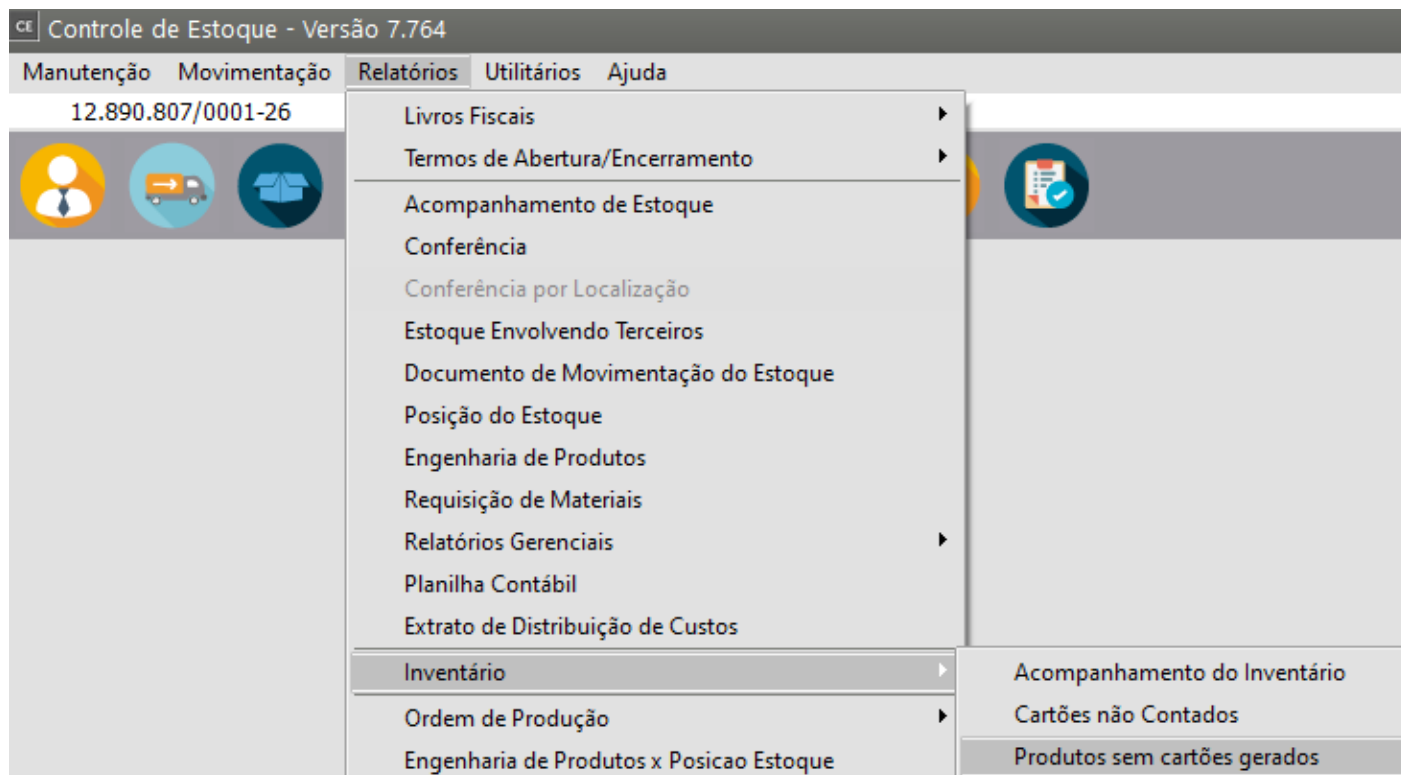 CE Controle de Estoque - Versão 7.764
Manutenção Movimentação Relatórios Utilitários Ajuda
12.890.807/0001-26
Livros Fiscais
Termos de Abertura/Encerramento
Acompanhamento de Estoque
Conferência
Conferência por Localização
Estoque Envolvendo Terceiros
Documento de Movimentação do Estoque
Posição do Estoque
Engenharia de Produtos
Requisição de Materiais
Relatórios Gerenciais
Planilha Contábil
Extrato de Distribuição de Custos
Inventário
Ordem de Produção
Engenharia de Produtos x Posicao Estoque
Acompanhamento do Inventário
Cartões não Contados
Produtos sem cartões gerados